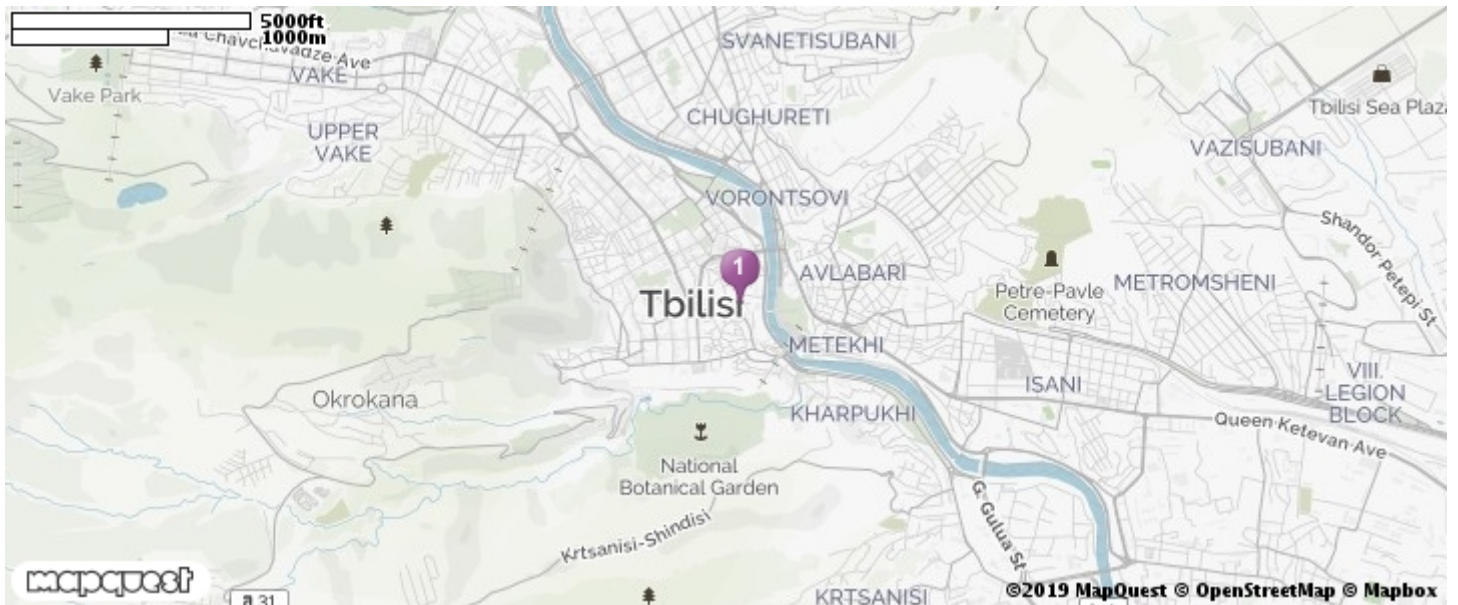 5000ft
1000m
Chavchavadze Ave
VAKE
Vake Park
UPPER
VAKE
SVANETISUBANI
CHUGHURETI
Tbilisi Sea Plaza
VAZISUBANI
VORONTSOVI
Shandor Petepi St
1
Tbilisi
AVLABARI
Petre-Pavle
Cemetery
METROMSHENI
METEKHI
ISANI
VIII.
LEGION
BLOCK
Okrokana
KHARPUKHI
Queen Ketevan Ave
National
Botanical Garden
G. Gulua St
Krtsanisi-Shindisi
mapquest
31
KRTSANISI
©2019 MapQuest © OpenStreetMap © Mapbox